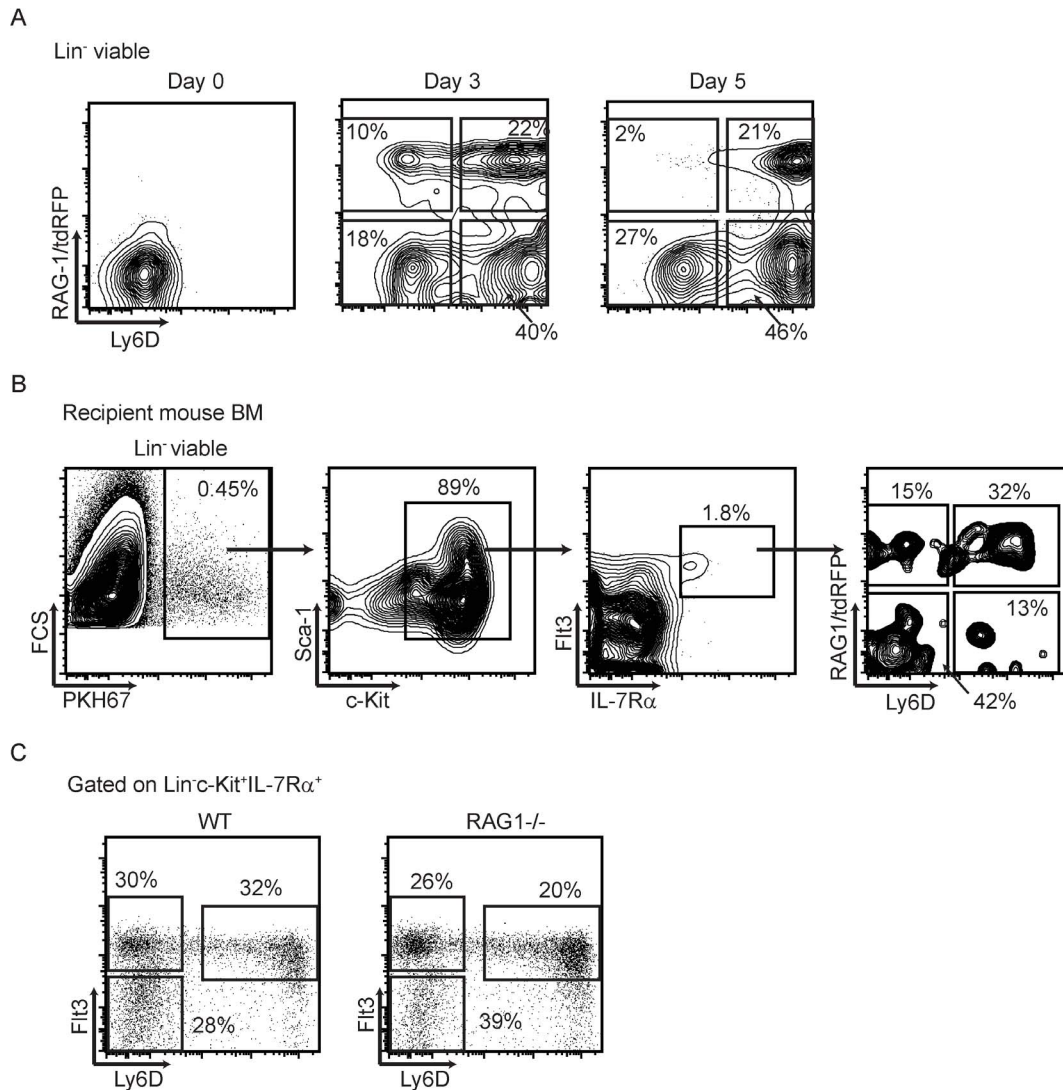 A
Lin⁻ viable
Day 0
Day 3
Day 5
RAG-1/tdRFP
10%
22%
2%
21%
18%
27%
40%
46%
Ly6D
B
Recipient mouse BM
Lin⁻ viable
0.45%
89%
1.8%
15%
32%
13%
FCS
Sca-1
Flt3
RAG1/tdRFP
PKH67
c-Kit
IL-7Rα
Ly6D
42%
C
Gated on Lin⁻c-Kit⁺IL-7Rα⁺
WT
RAG1-/-
30%
32%
26%
20%
28%
39%
Flt3
Flt3
Ly6D
Ly6D